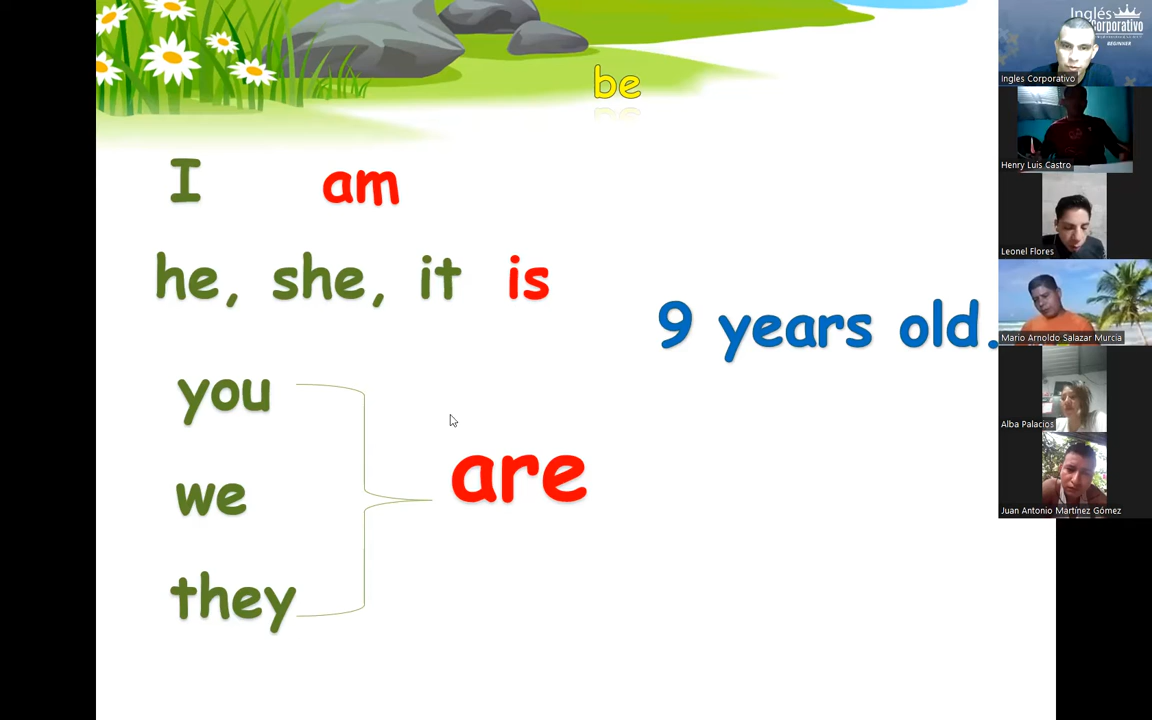 be
I am
he, she, it is
9 years old.
you
we
are
they
Inglés
Corporativo
BEGINNER
Ingles Corporativo
Henry Luis Castro
Leonel Flores
Mario Arnoldo Salazar Murcia
Alba Palacios
Juan Antonio Martínez Gómez